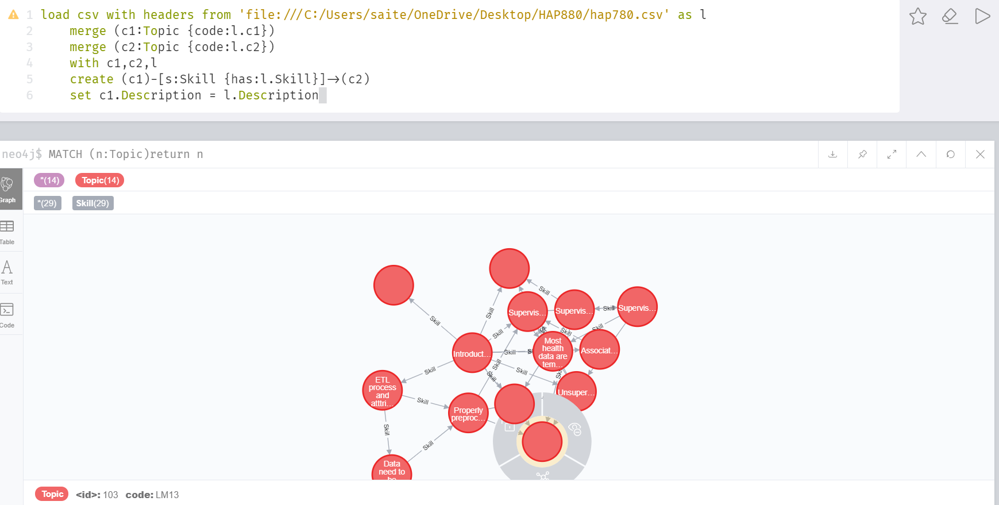 1 load csv with headers from 'file:///C:/Users/saite/OneDrive/Desktop/HAP880/hap780.csv' as l
2 merge (c1:Topic {code:l.c1})
3 merge (c2:Topic {code:l.c2})
4 with c1,c2,l
5 create (c1)-[s:Skill {has:l.Skill}]->(c2)
6 set c1.Description = l.Description
neo4j$ MATCH (n:Topic)return n
*(14) Topic(14)
*(29) Skill(29)
Graph
Table
Text
Code
Skill
Supervis...
Supervis...
Skill
Supervis...
Skill
Skill
Skill
Skill
Skill
Most
health
data are
tem...
Associat...
Introduct...
Skill
Skill
Skill
Skill
Skill
ETL
process
and
atttri...
Skill
Unsuper...
Properly
preproc...
Skill
Skill
Data
need to
be
Topic <id>: 103 code: LM13